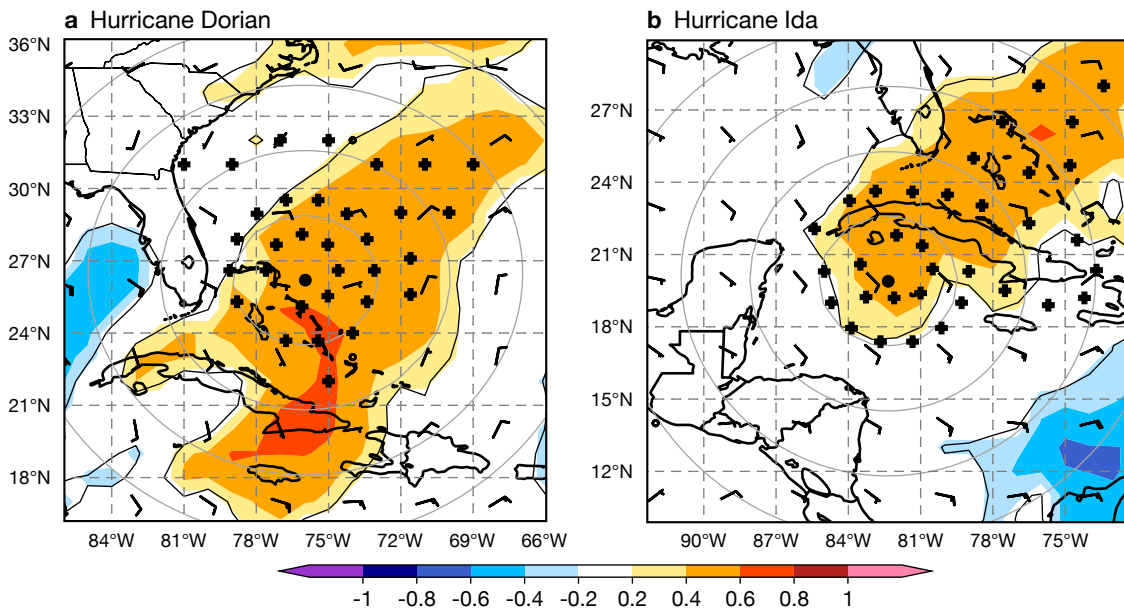 a Hurricane Dorian
b Hurricane Ida
36°N
33°N
30°N
27°N
24°N
21°N
18°N
84°W 81°W 78°W 75°W 72°W 69°W 66°W
27°N
24°N
21°N
18°N
15°N
12°N
90°W 87°W 84°W 81°W 78°W 75°W
-1 -0.8 -0.6 -0.4 -0.2 0.2 0.4 0.6 0.8 1